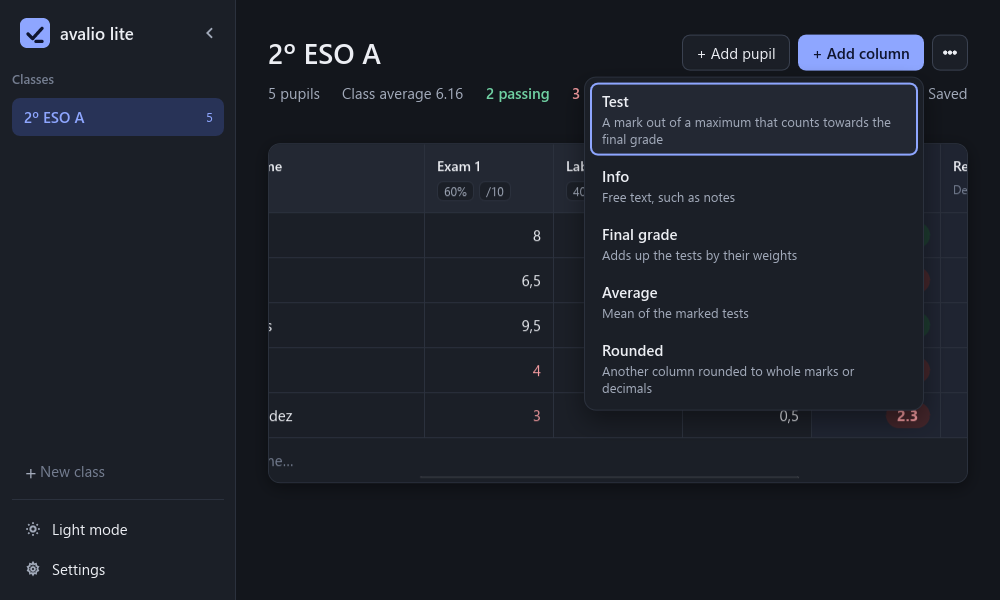 avalio lite
Classes
2º ESO A 5
+ New class
Light mode
Settings
2º ESO A
+ Add pupil
+ Add column
5 pupils Class average 6.16 2 passing 3
Saved
Test
A mark out of a maximum that counts towards the
final grade
Info
Free text, such as notes
Final grade
Adds up the tests by their weights
Average
Mean of the marked tests
Rounded
Another column rounded to whole marks or
decimals
Exam 1
60% /10
8
6,5
9,5
4
dez 3 0,5 2.3